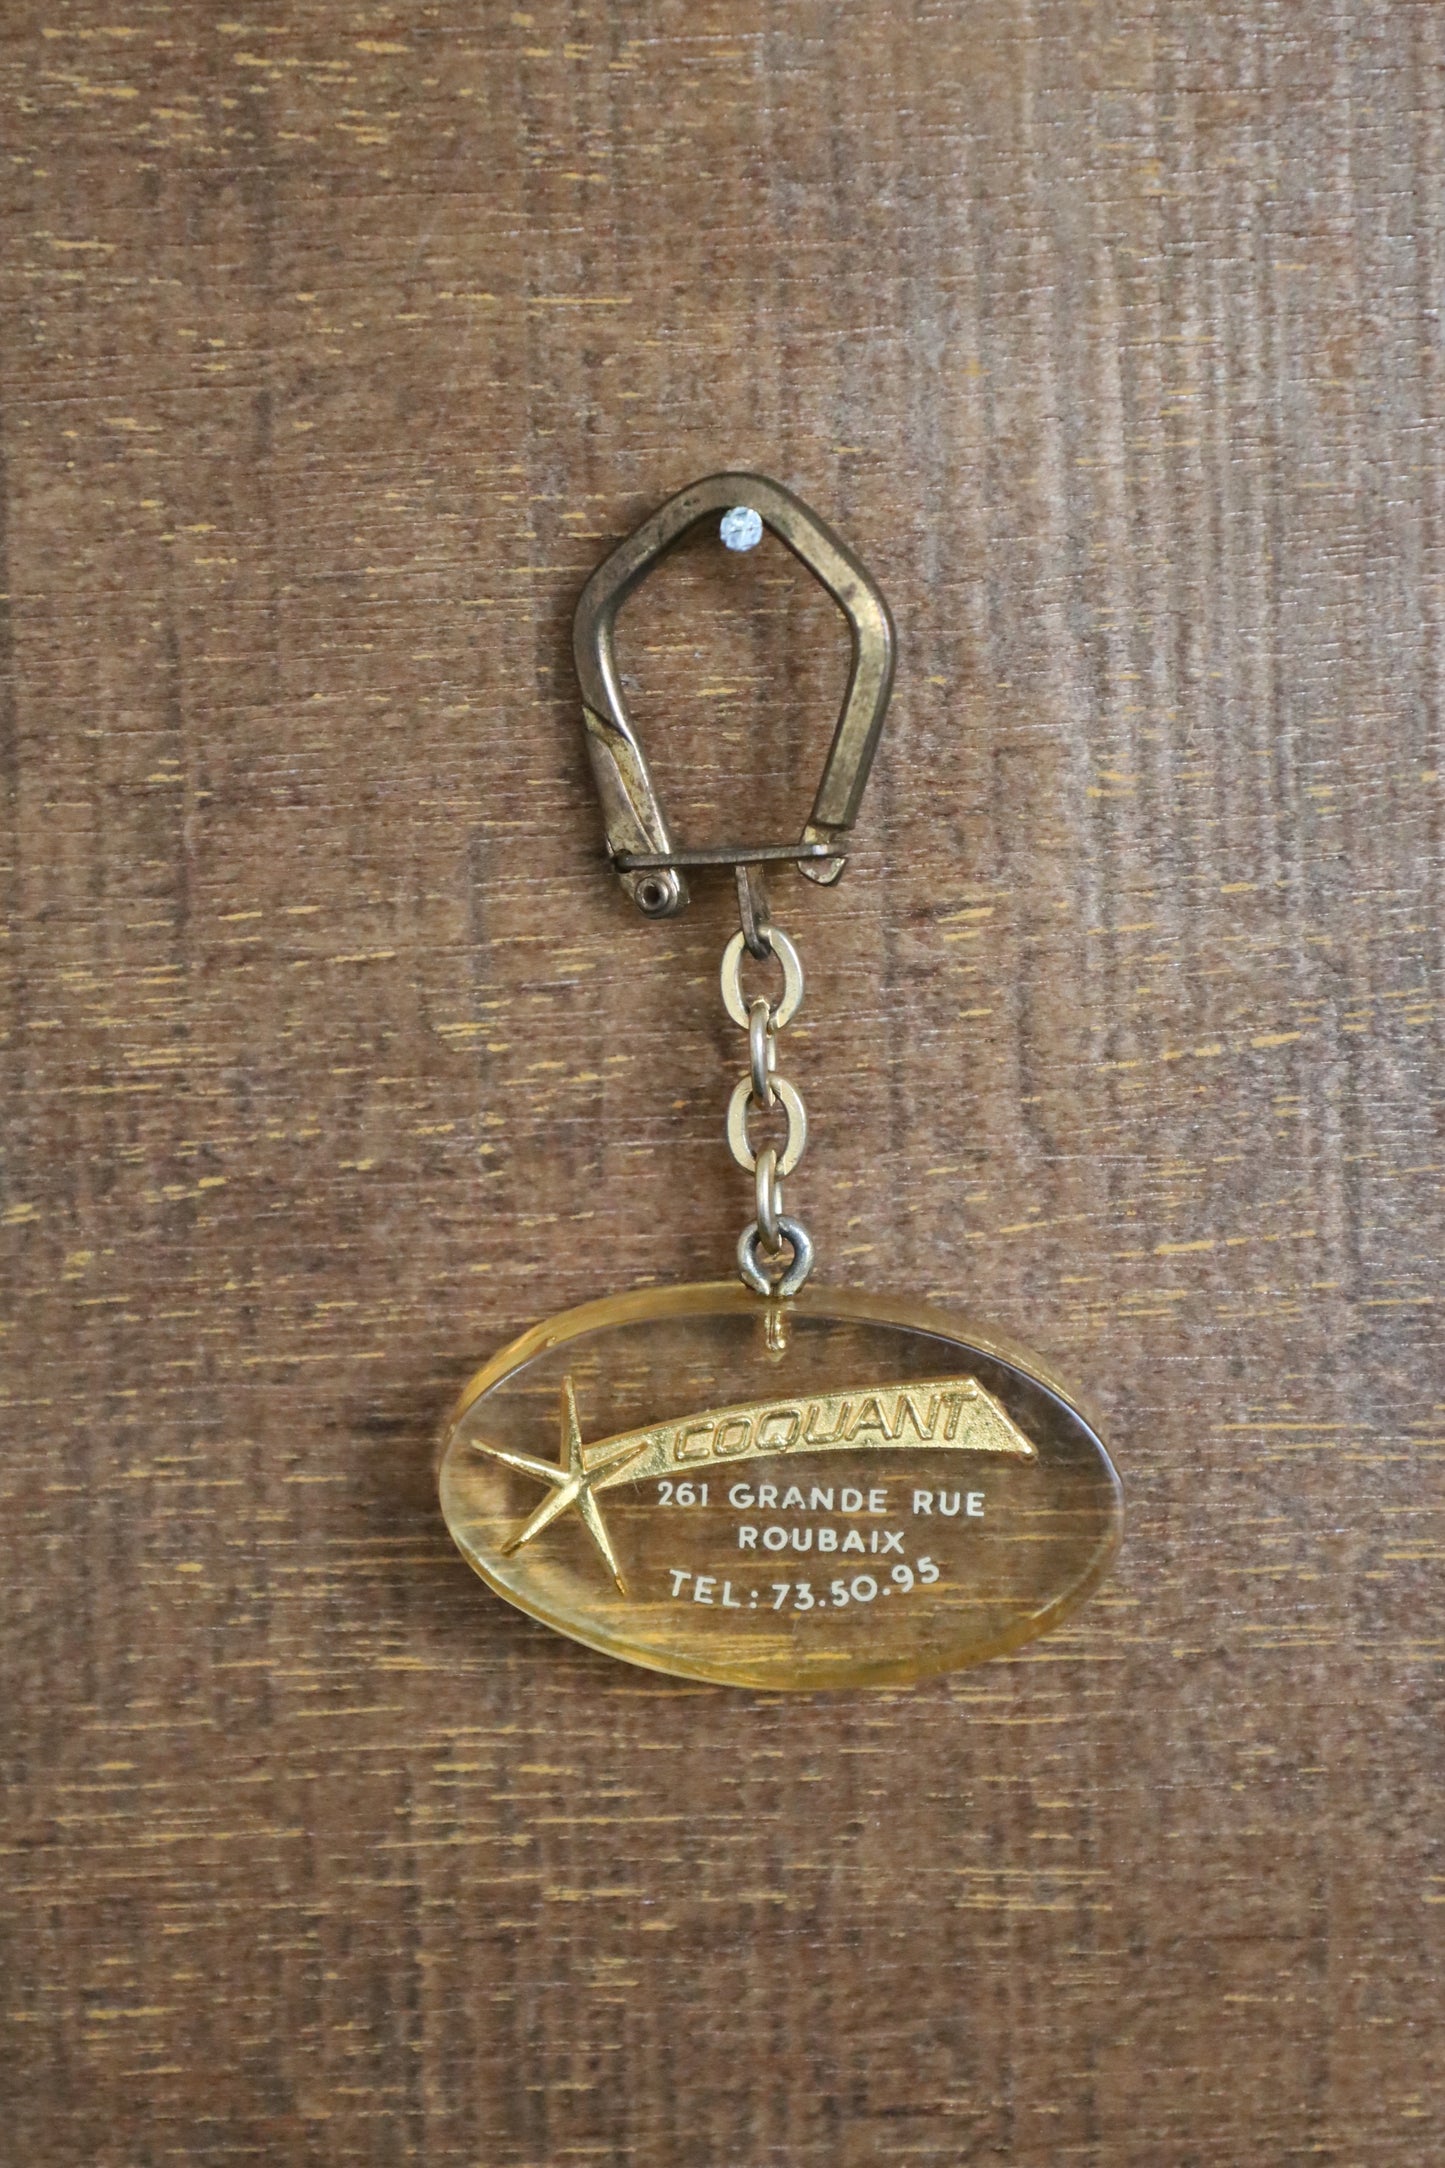 COQUANT
261 GRANDE RUE
ROUBAIX
TEL: 73.50.95